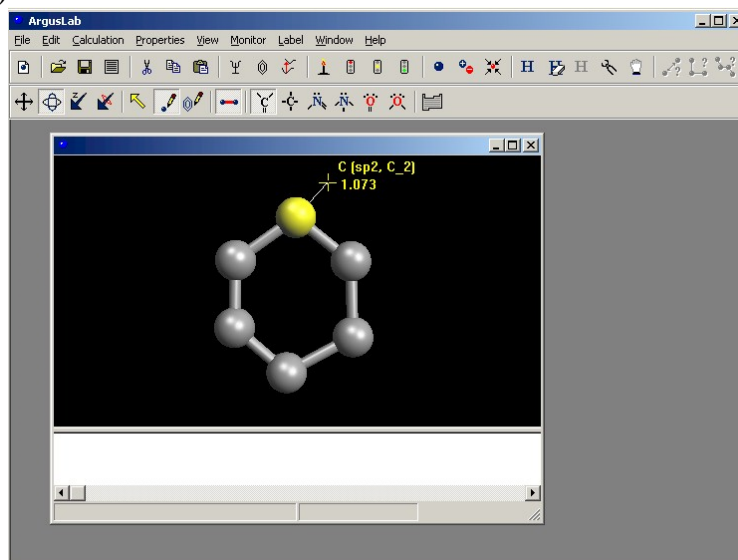 ArgusLab
File Edit Calculation Properties View Monitor Label Window Help
H H
C N N O O
C (sp2, C_2)
1.073